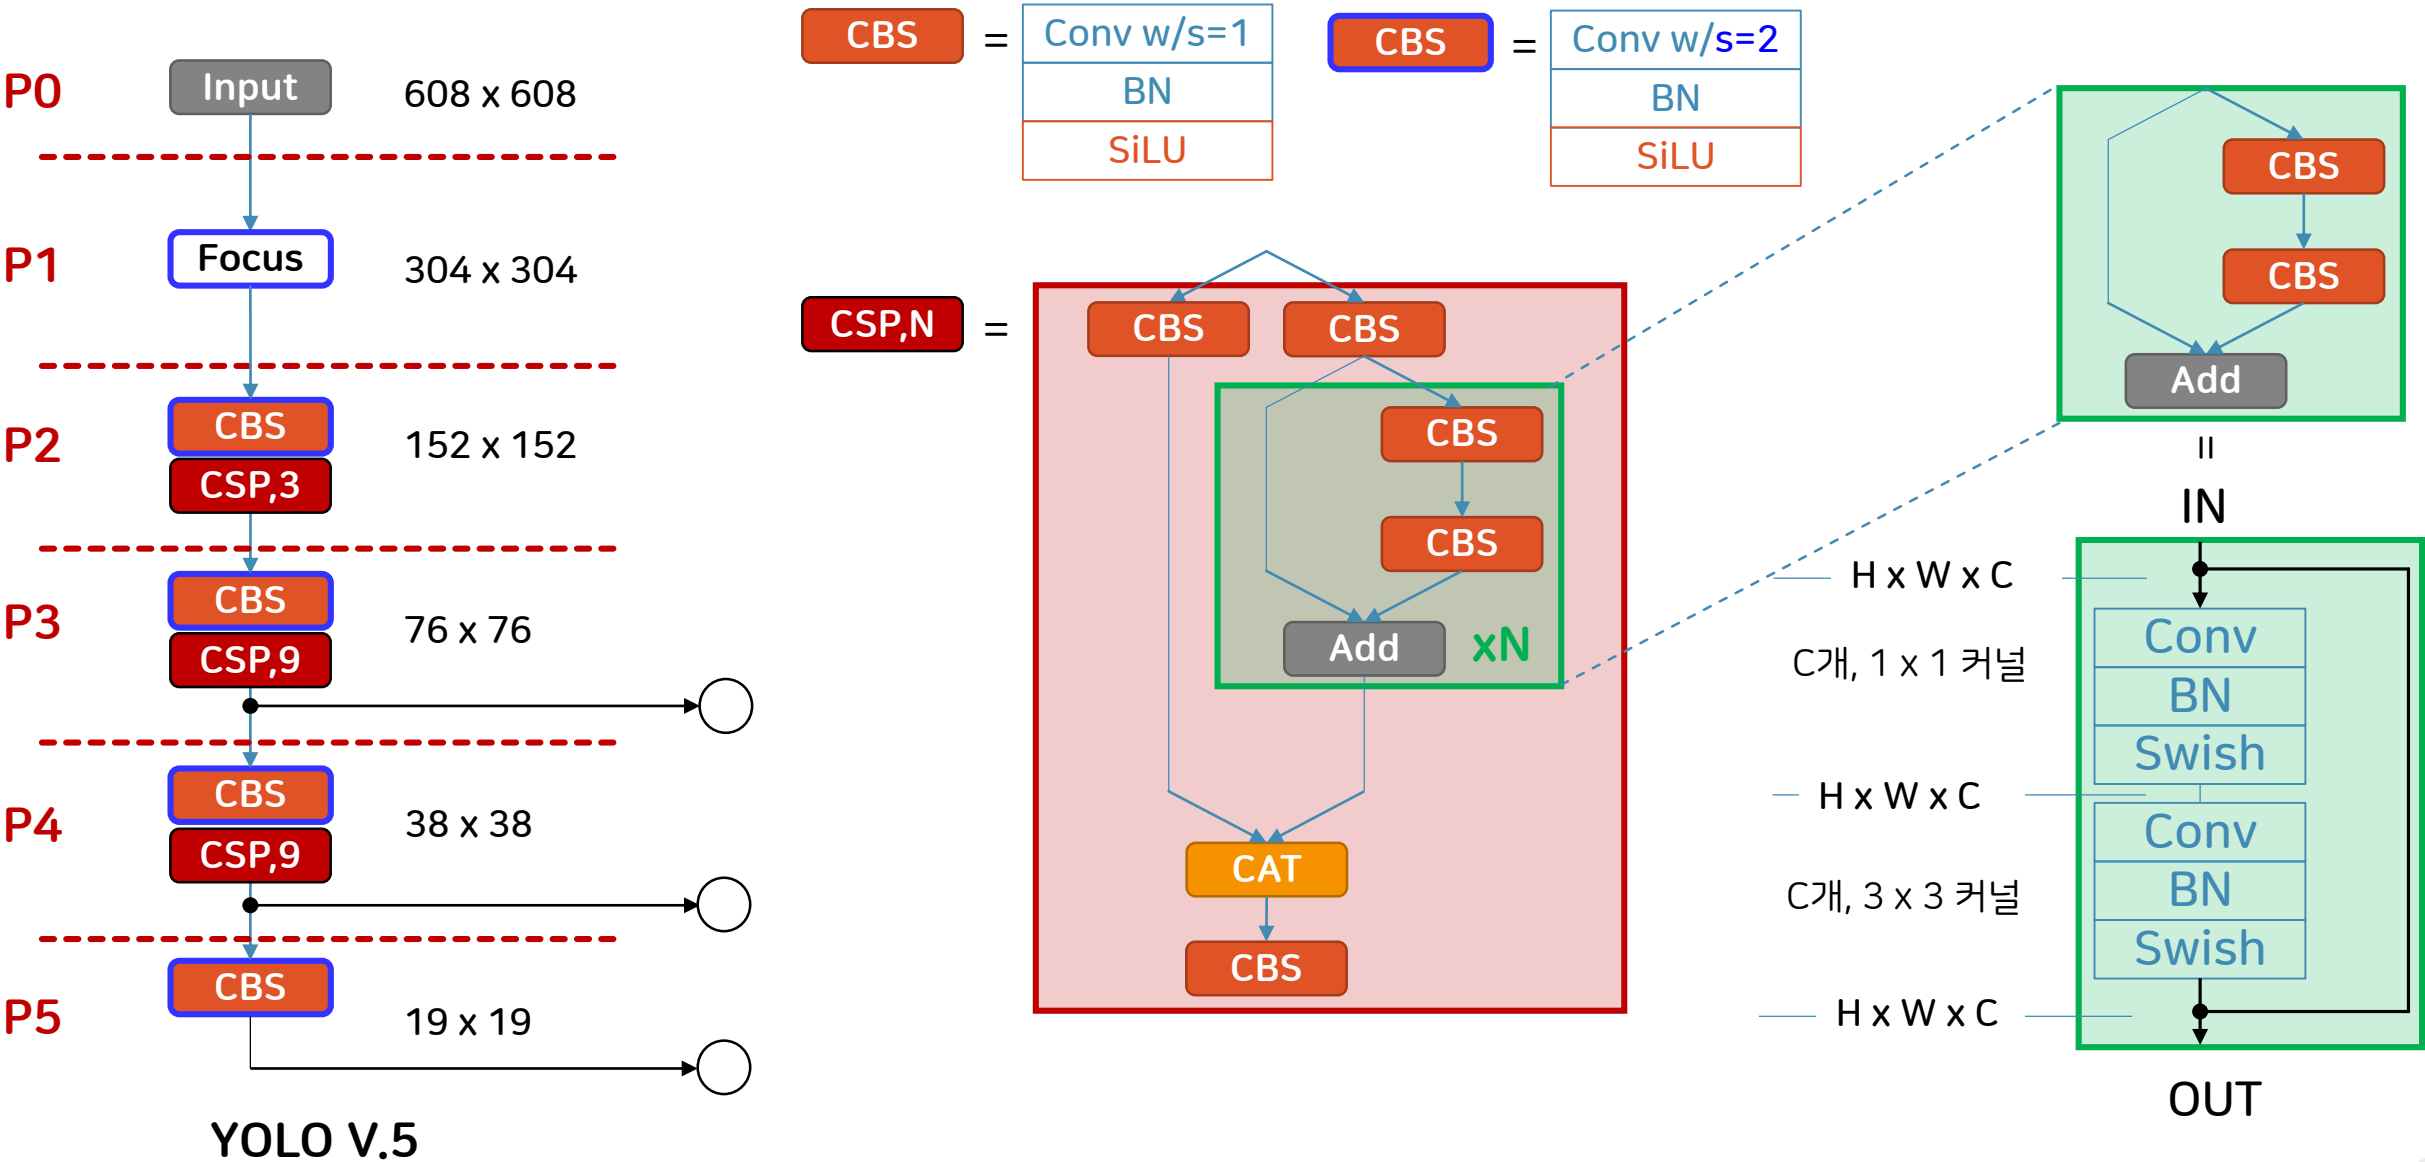 P0
Input
608 x 608
P1
Focus
304 x 304
P2
CBS
CSP,3
152 x 152
P3
CBS
CSP,9
76 x 76
P4
CBS
CSP,9
38 x 38
P5
CBS
19 x 19
YOLO V.5
CBS
=
Conv w/s=1
BN
SiLU
CBS
=
Conv w/s=2
BN
SiLU
CSP,N
=
CBS
CBS
CBS
CBS
Add
xN
CAT
CBS
CBS
CBS
Add
=
IN
H x W x C
Conv
C개, 1 x 1 커널
BN
Swish
H x W x C
Conv
C개, 3 x 3 커널
BN
Swish
H x W x C
OUT